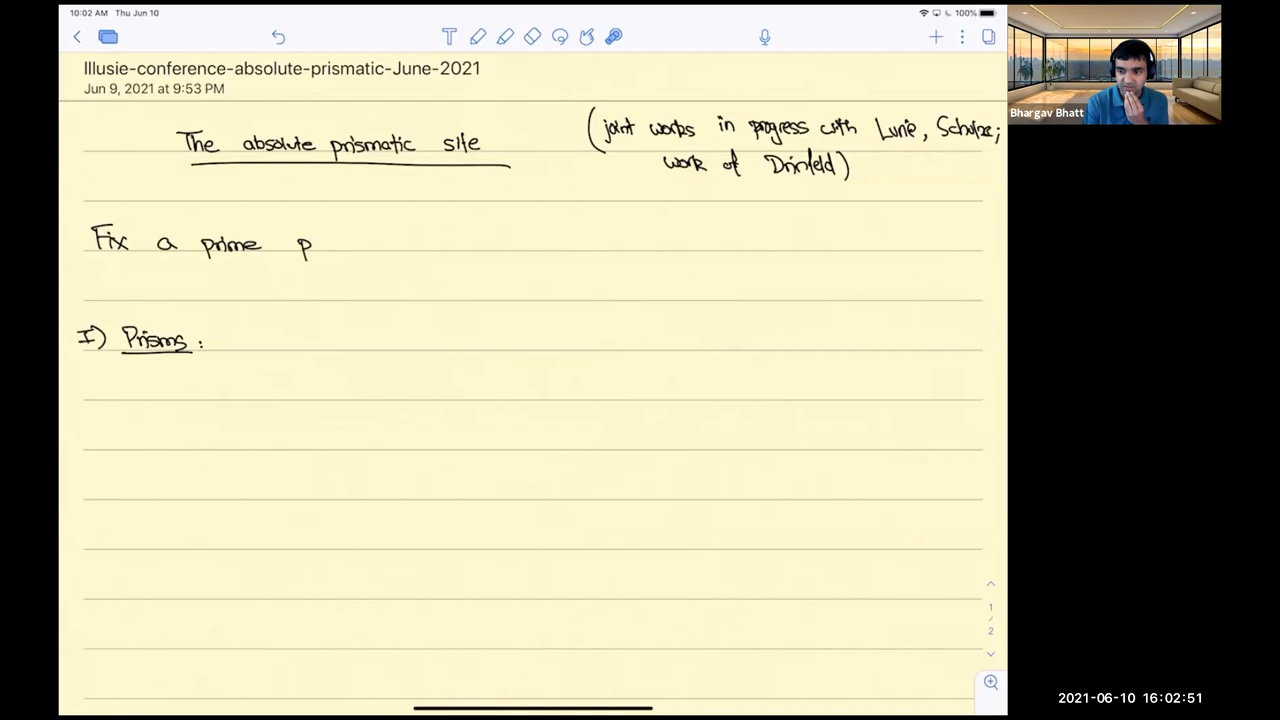 10:02 AM Thu Jun 10
100%
Illusie-conference-absolute-prismatic-June-2021
Jun 9, 2021 at 9:53 PM
The absolute prismatic site
(joint works in progress with Lurie, Scholze;
work of Drinfeld)
Fix a prime p
I) Prisms :
1
/
2
Bhargav Bhatt
2021-06-10 16:02:51